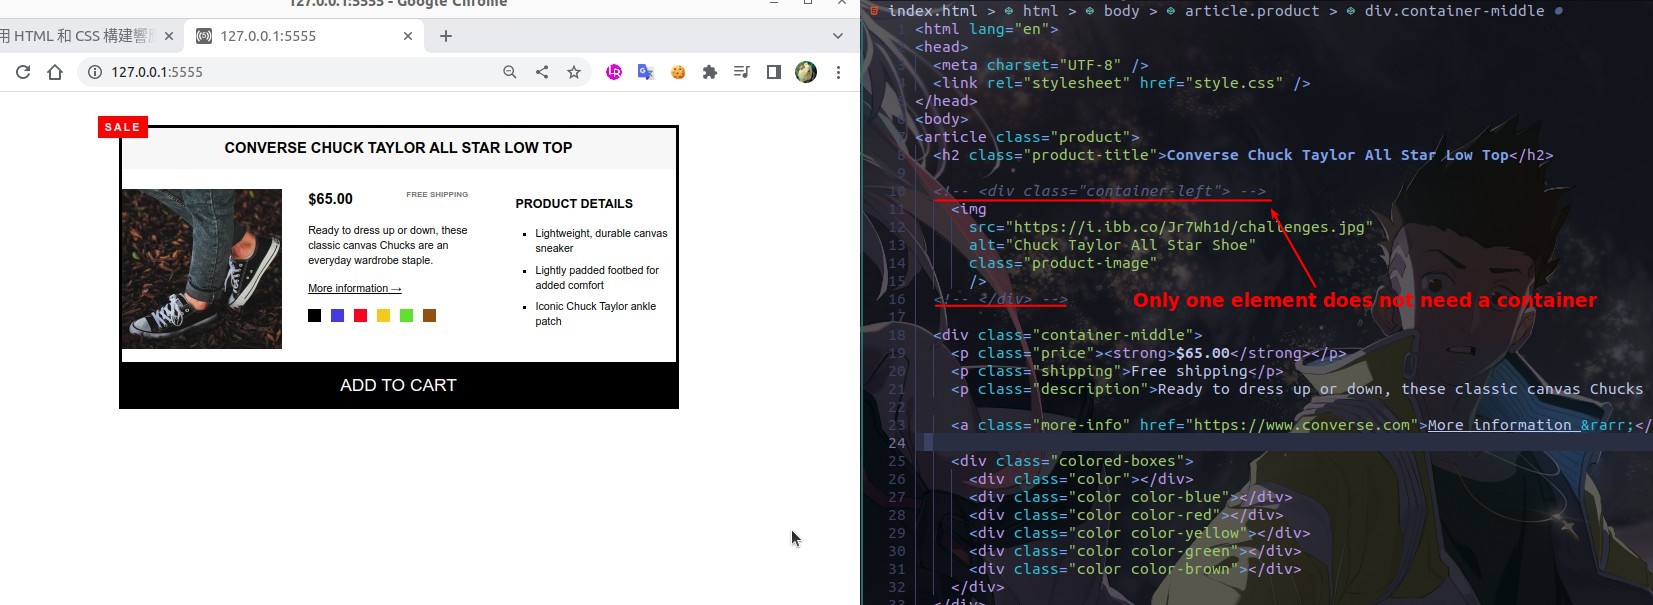 127.0.0.1:5555 - Google Chrome
用 HTML 和 CSS 構建響應
127.0.0.1:5555
127.0.0.1:5555
SALE
CONVERSE CHUCK TAYLOR ALL STAR LOW TOP
$65.00
FREE SHIPPING
Ready to dress up or down, these
classic canvas Chucks are an
everyday wardrobe staple.
More information →
PRODUCT DETAILS
Lightweight, durable canvas
sneaker
Lightly padded footbed for
added comfort
Iconic Chuck Taylor ankle
patch
ADD TO CART
index.html > html > body > article.product > div.container-middle
<html lang="en">
<head>
<meta charset="UTF-8" />
<link rel="stylesheet" href="style.css" />
</head>
<body>
<article class="product">
8 <h2 class="product-title">Converse Chuck Taylor All Star Low Top</h2>
9
10 <!-- <div class="container-left"> -->
11 <img
12 src="https://i.ibb.co/Jr7Wh1d/challenges.jpg"
13 alt="Chuck Taylor All Star Shoe"
14 class="product-image"
15 />
16 <!-- </div> -->
Only one element does not need a container
17
18 <div class="container-middle">
19 <p class="price"><strong>$65.00</strong></p>
20 <p class="shipping">Free shipping</p>
21 <p class="description">Ready to dress up or down, these classic canvas Chucks
22
23 <a class="more-info" href="https://www.converse.com">More information &rarr;</
24
25 <div class="colored-boxes">
26 <div class="color"></div>
27 <div class="color color-blue"></div>
28 <div class="color color-red"></div>
29 <div class="color color-yellow"></div>
30 <div class="color color-green"></div>
31 <div class="color color-brown"></div>
32 </div>
33 </div>